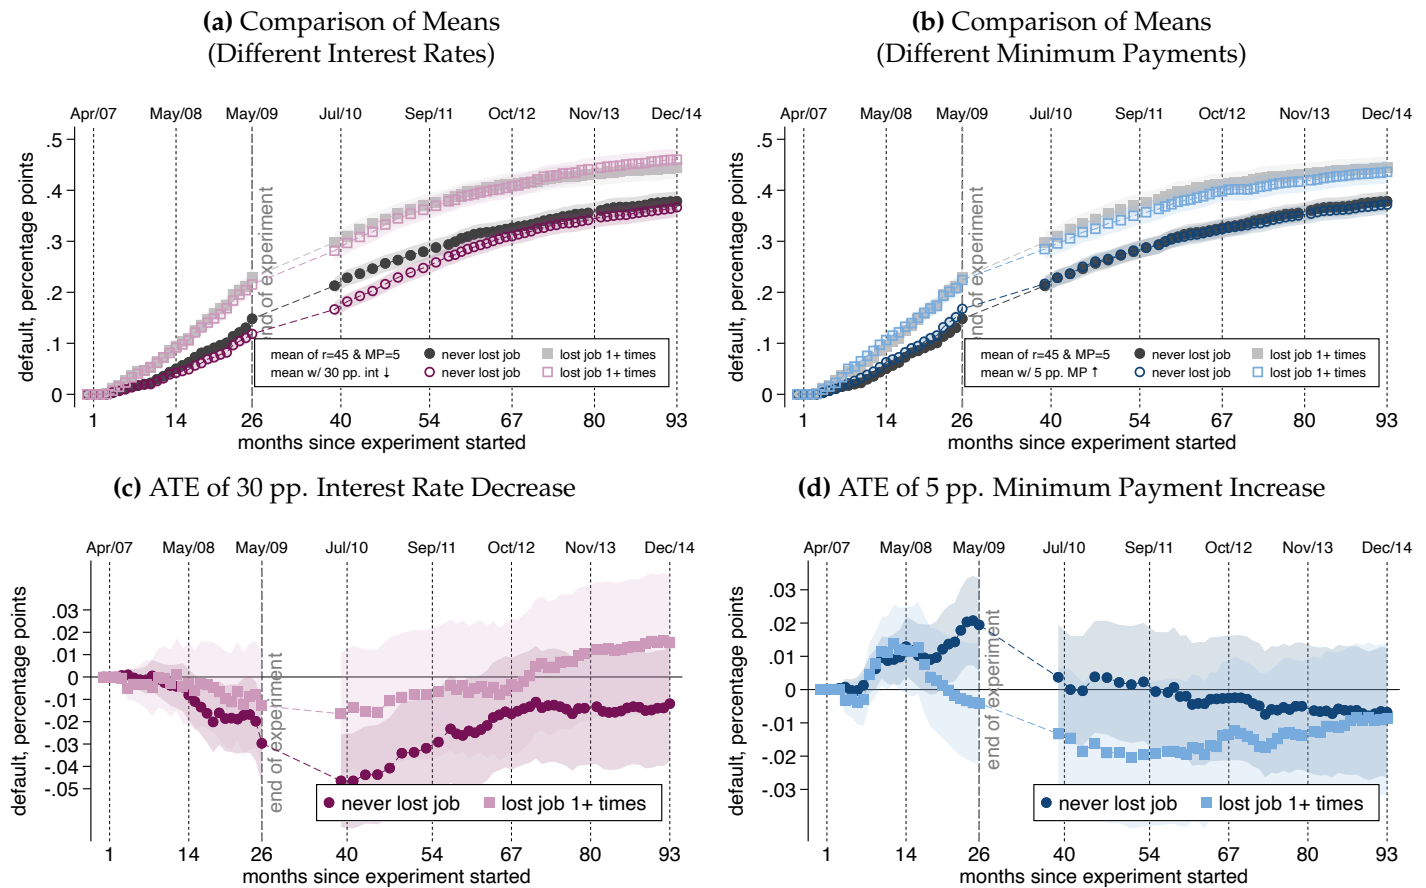 (a) Comparison of Means
(Different Interest Rates)
Apr/07 May/08 May/09 Jul/10 Sep/11 Oct/12 Nov/13 Dec/14
default, percentage points
.5
.4
.3
.2
.1
0
end of experiment
mean of r=45 & MP=5 never lost job lost job 1+ times
mean w/ 30 pp. int ↓ never lost job lost job 1+ times
1 14 26 40 54 67 80 93
months since experiment started
(b) Comparison of Means
(Different Minimum Payments)
Apr/07 May/08 May/09 Jul/10 Sep/11 Oct/12 Nov/13 Dec/14
default, percentage points
.5
.4
.3
.2
.1
0
end of experiment
mean of r=45 & MP=5 never lost job lost job 1+ times
mean w/ 5 pp. MP ↑ never lost job lost job 1+ times
1 14 26 40 54 67 80 93
months since experiment started
(c) ATE of 30 pp. Interest Rate Decrease
Apr/07 May/08 May/09 Jul/10 Sep/11 Oct/12 Nov/13 Dec/14
default, percentage points
.03
.02
.01
0
-.01
-.02
-.03
-.04
-.05
end of experiment
never lost job lost job 1+ times
1 14 26 40 54 67 80 93
months since experiment started
(d) ATE of 5 pp. Minimum Payment Increase
Apr/07 May/08 May/09 Jul/10 Sep/11 Oct/12 Nov/13 Dec/14
default, percentage points
.03
.02
.01
0
-.01
-.02
-.03
end of experiment
never lost job lost job 1+ times
1 14 26 40 54 67 80 93
months since experiment started